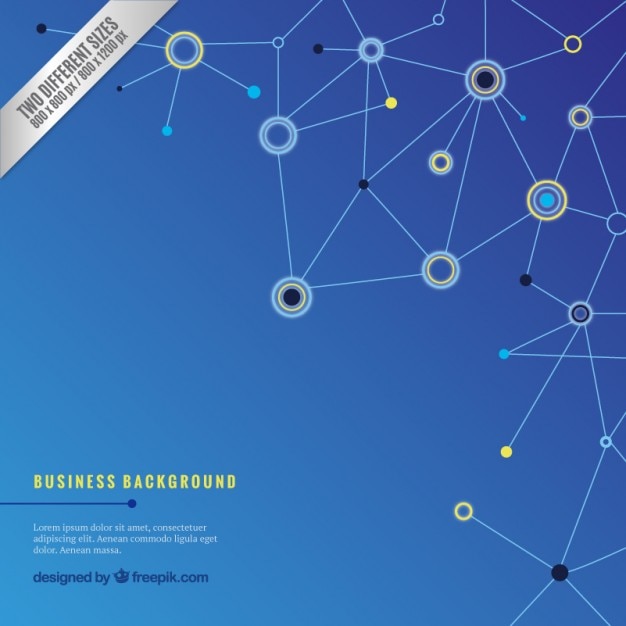 TWO DIFFERENT SIZES
800 x 800 px / 800 x 1200 px
BUSINESS BACKGROUND
Lorem ipsum dolor sit amet, consectetuer
adipiscing elit. Aenean commodo ligula eget
dolor. Aenean massa.
designed by freepik.com